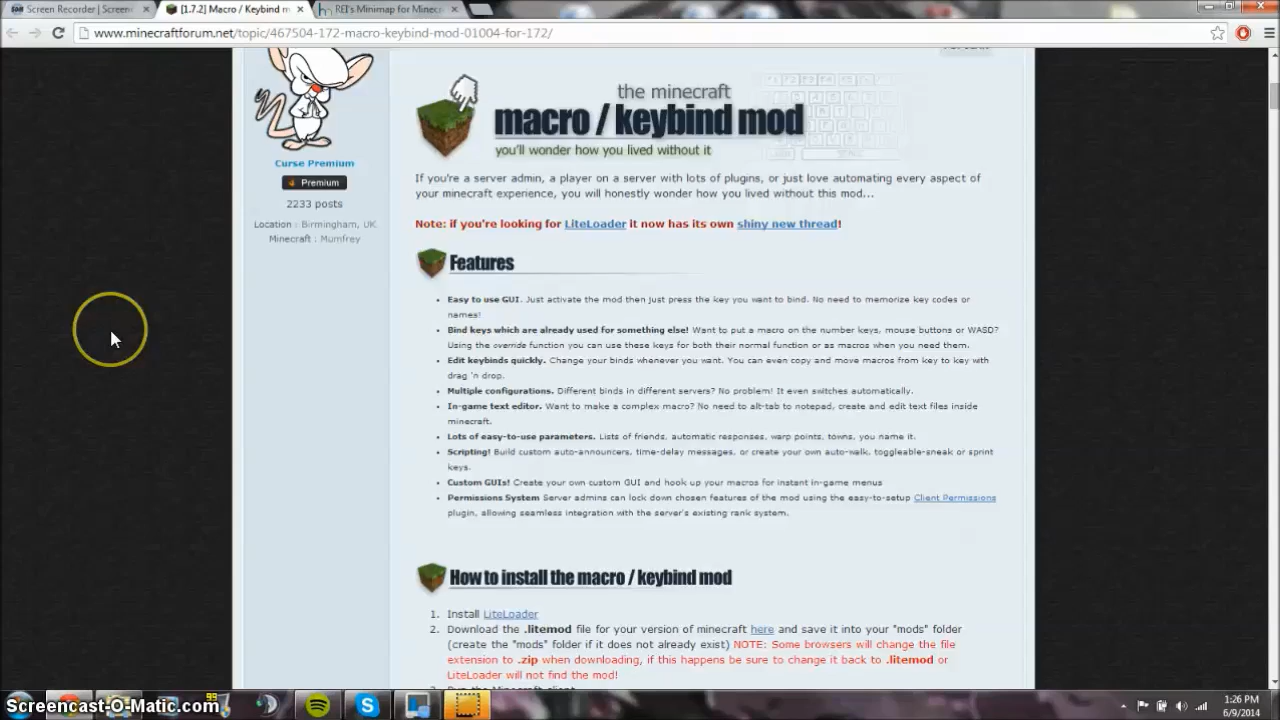 Screen Recorder | Screen
[1.7.2] Macro / Keybind m
REI's Minimap for Minecr
www.minecraftforum.net/topic/467504-172-macro-keybind-mod-01004-for-172/
the minecraft
macro / keybind mod
you'll wonder how you lived without it
Curse Premium
Premium
2233 posts
Location : Birmingham, UK
Minecraft : Mumfrey
If you're a server admin, a player on a server with lots of plugins, or just love automating every aspect of
your minecraft experience, you will honestly wonder how you lived without this mod...
Note: if you're looking for LiteLoader it now has its own shiny new thread!
Features
• Easy to use GUI. Just activate the mod then just press the key you want to bind. No need to memorize key codes or
names!
• Bind keys which are already used for something else! Want to put a macro on the number keys, mouse buttons or WASD?
Using the override function you can use these keys for both their normal function or as macros when you need them.
• Edit keybinds quickly. Change your binds whenever you want. You can even copy and move macros from key to key with
drag 'n drop.
• Multiple configurations. Different binds in different servers? No problem! It even switches automatically.
• In-game text editor. Want to make a complex macro? No need to alt-tab to notepad, create and edit text files inside
minecraft.
• Lots of easy-to-use parameters. Lists of friends, automatic responses, warp points, towns, you name it.
• Scripting! Build custom auto-announcers, time-delay messages, or create your own auto-walk, toggleable-sneak or sprint
keys.
• Custom GUIs! Create your own custom GUI and hook up your macros for instant in-game menus
• Permissions System Server admins can lock down chosen features of the mod using the easy-to-setup Client Permissions
plugin, allowing seamless integration with the server's existing rank system.
How to install the macro / keybind mod
1. Install LiteLoader
2. Download the .litemod file for your version of minecraft here and save it into your "mods" folder
(create the "mods" folder if it does not already exist) NOTE: Some browsers will change the file
extension to .zip when downloading, if this happens be sure to change it back to .litemod or
LiteLoader will not find the mod!
Screencast-O-Matic.com
1:26 PM
6/9/2014